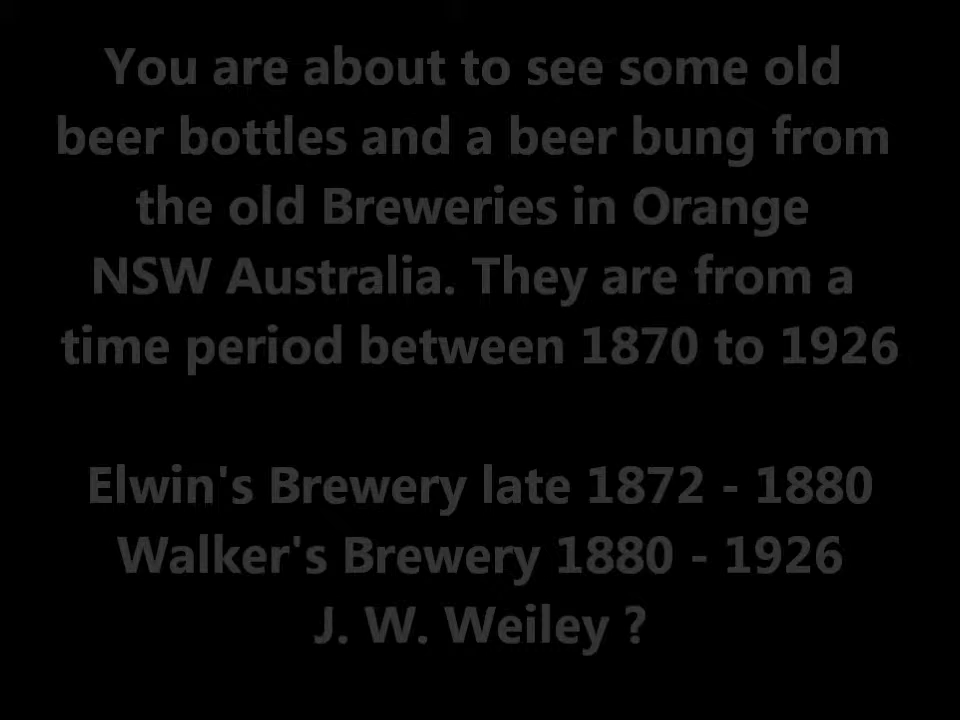 You are about to see some old
beer bottles and a beer bung from
the old Breweries in Orange
NSW Australia. They are from a
time period between 1870 to 1926
Elwin's Brewery late 1872 - 1880
Walker's Brewery 1880 - 1926
J. W. Weiley ?